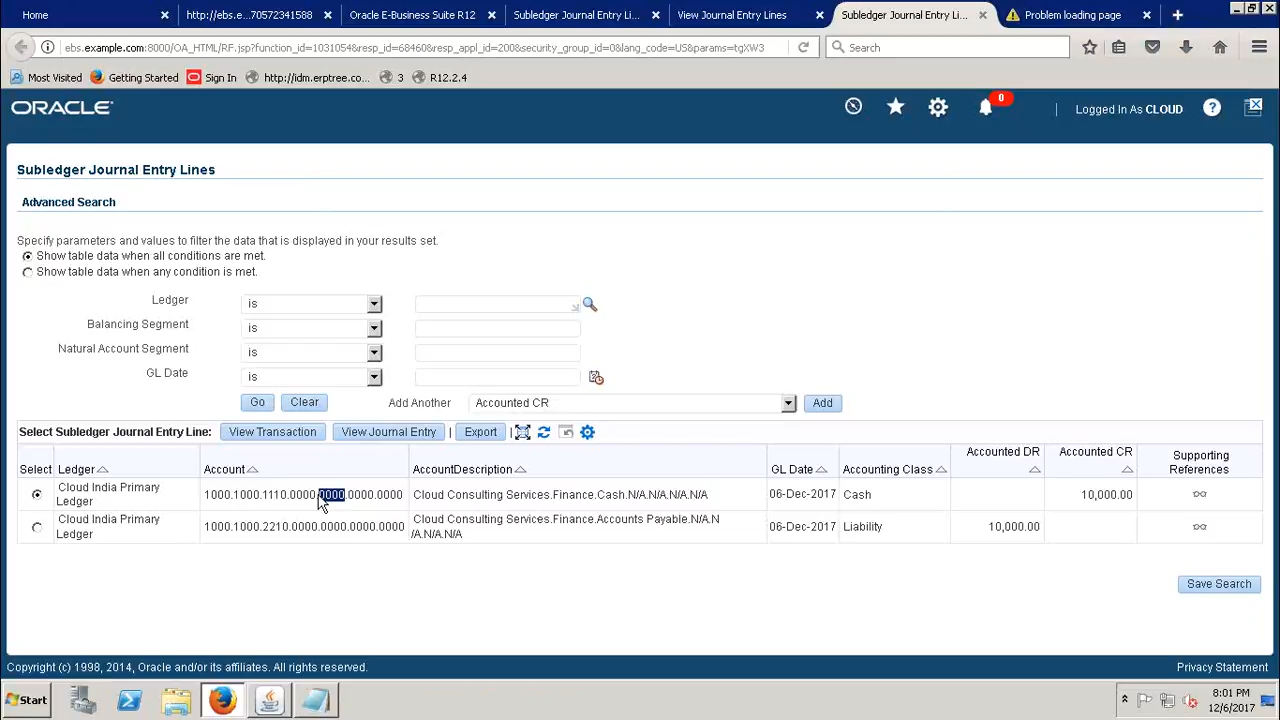 Home
http://ebs.e...70572341588
Oracle E-Business Suite R12
Subledger Journal Entry Li...
View Journal Entry Lines
Subledger Journal Entry Li...
Problem loading page
ebs.example.com:8000/OA_HTML/RF.jsp?function_id=1031054&resp_id=68460&resp_appl_id=200&security_group_id=0&lang_code=US&params=tgXW3
Search
Most Visited
Getting Started
Sign In
http://idm.erptree.co...
3
R12.2.4
ORACLE
0
Logged In As CLOUD
Subledger Journal Entry Lines
Advanced Search
Specify parameters and values to filter the data that is displayed in your results set.
Show table data when all conditions are met.
Show table data when any condition is met.
Ledger is
Balancing Segment is
Natural Account Segment is
GL Date is
Go Clear Add Another Accounted CR Add
Select Subledger Journal Entry Line: View Transaction View Journal Entry | Export |
Select Ledger Account AccountDescription GL Date Accounting Class Accounted DR Accounted CR Supporting References
Cloud India Primary Ledger 1000.1000.1110.0000.0000.0000.0000 Cloud Consulting Services.Finance.Cash.N/A.N/A.N/A.N/A 06-Dec-2017 Cash 10,000.00
Cloud India Primary Ledger 1000.1000.2210.0000.0000.0000.0000 Cloud Consulting Services.Finance.Accounts Payable.N/A.N/A.N/A.N/A 06-Dec-2017 Liability 10,000.00
Save Search
Copyright (c) 1998, 2014, Oracle and/or its affiliates. All rights reserved.
Privacy Statement
Start
8:01 PM
12/6/2017